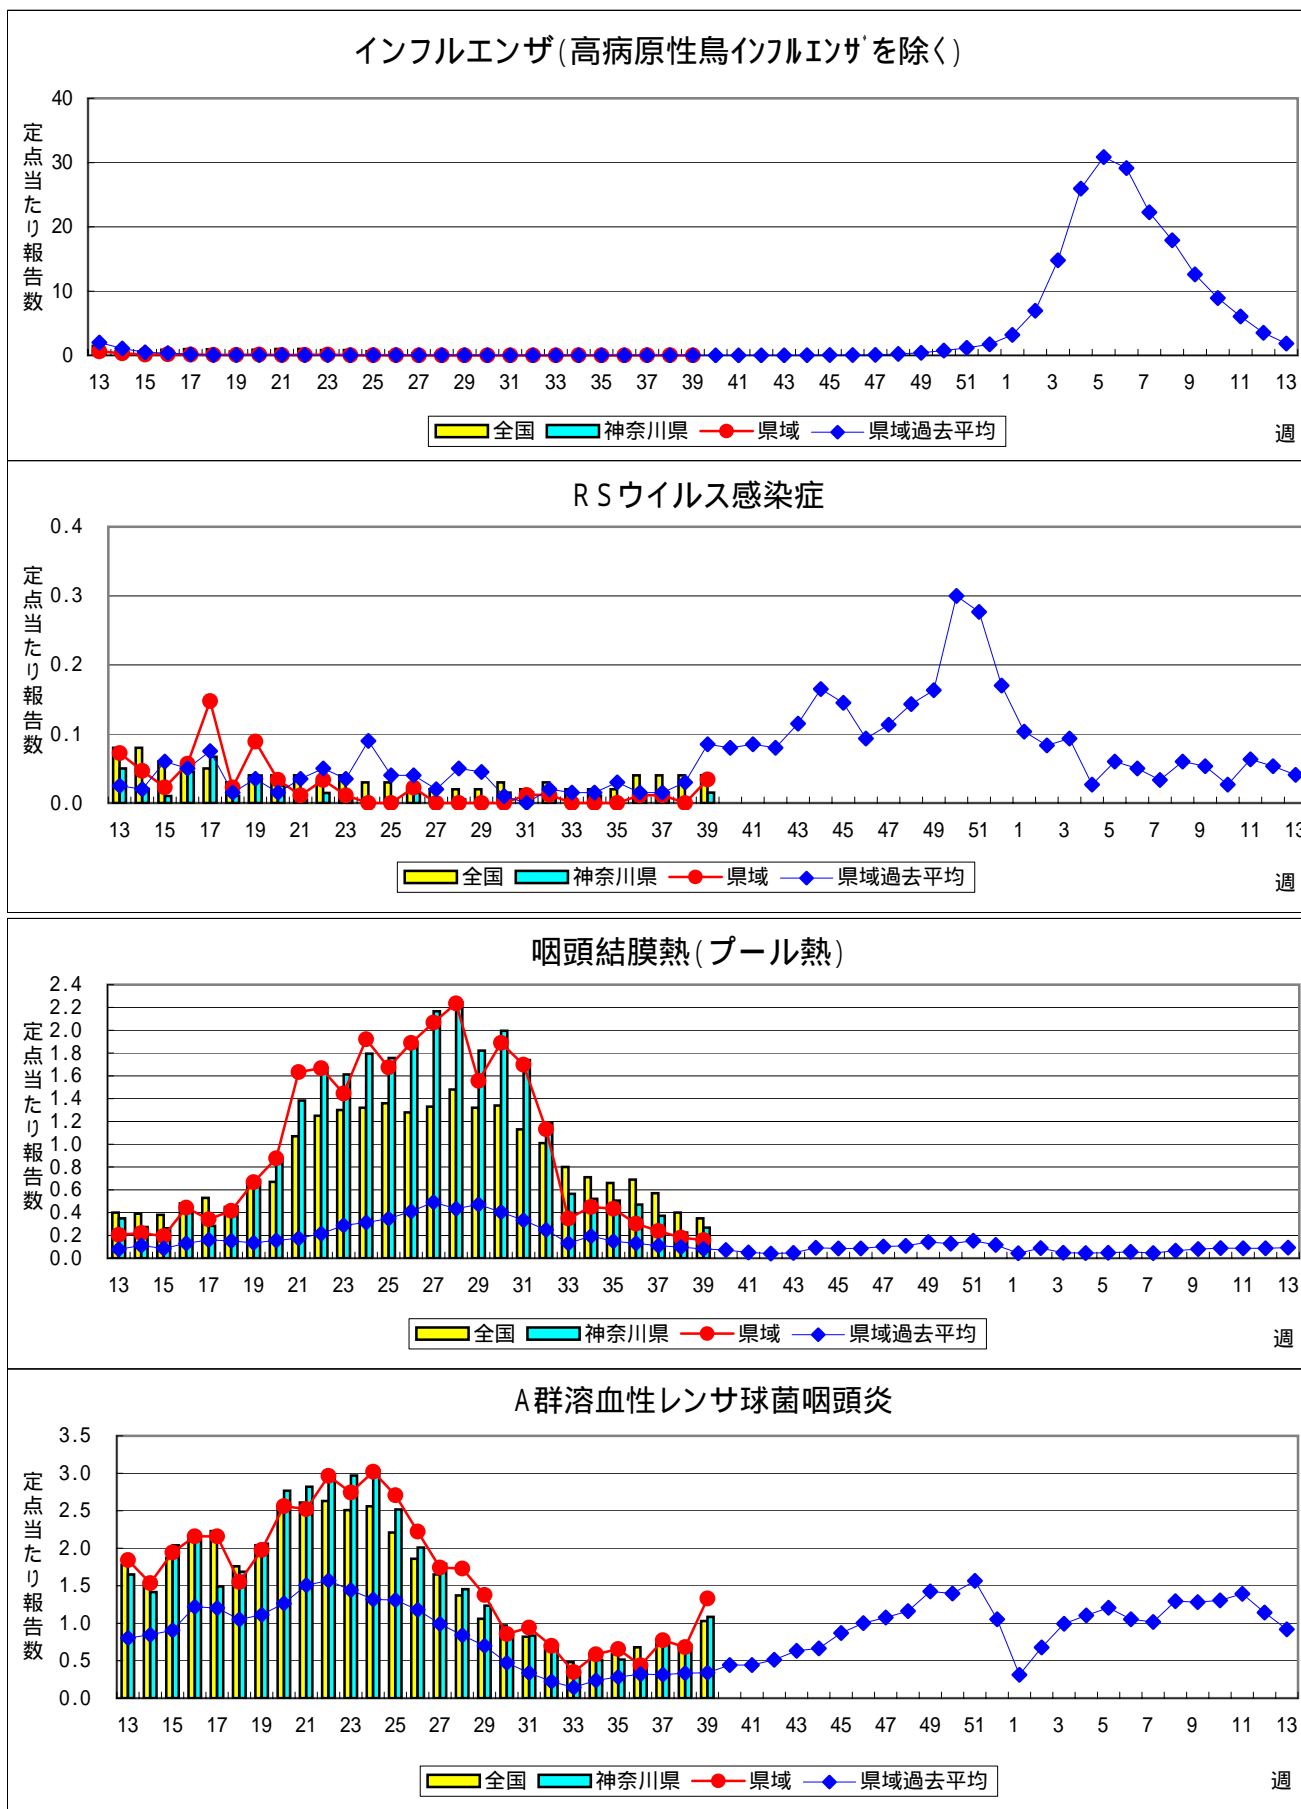 インフルエンザ(高病原性鳥ｲﾝﾌﾙｴﾝｻﾞを除く)
定点当たり報告数
40
30
20
10
0
13 15 17 19 21 23 25 27 29 31 33 35 37 39 41 43 45 47 49 51 1 3 5 7 9 11 13
全国 神奈川県 県域 県域過去平均
週
RSウイルス感染症
定点当たり報告数
0.4
0.3
0.2
0.1
0.0
13 15 17 19 21 23 25 27 29 31 33 35 37 39 41 43 45 47 49 51 1 3 5 7 9 11 13
全国 神奈川県 県域 県域過去平均
週
咽頭結膜熱(プール熱)
定点当たり報告数
2.4
2.2
2.0
1.8
1.6
1.4
1.2
1.0
0.8
0.6
0.4
0.2
0.0
13 15 17 19 21 23 25 27 29 31 33 35 37 39 41 43 45 47 49 51 1 3 5 7 9 11 13
全国 神奈川県 県域 県域過去平均
週
A群溶血性レンサ球菌咽頭炎
定点当たり報告数
3.5
3.0
2.5
2.0
1.5
1.0
0.5
0.0
13 15 17 19 21 23 25 27 29 31 33 35 37 39 41 43 45 47 49 51 1 3 5 7 9 11 13
全国 神奈川県 県域 県域過去平均
週